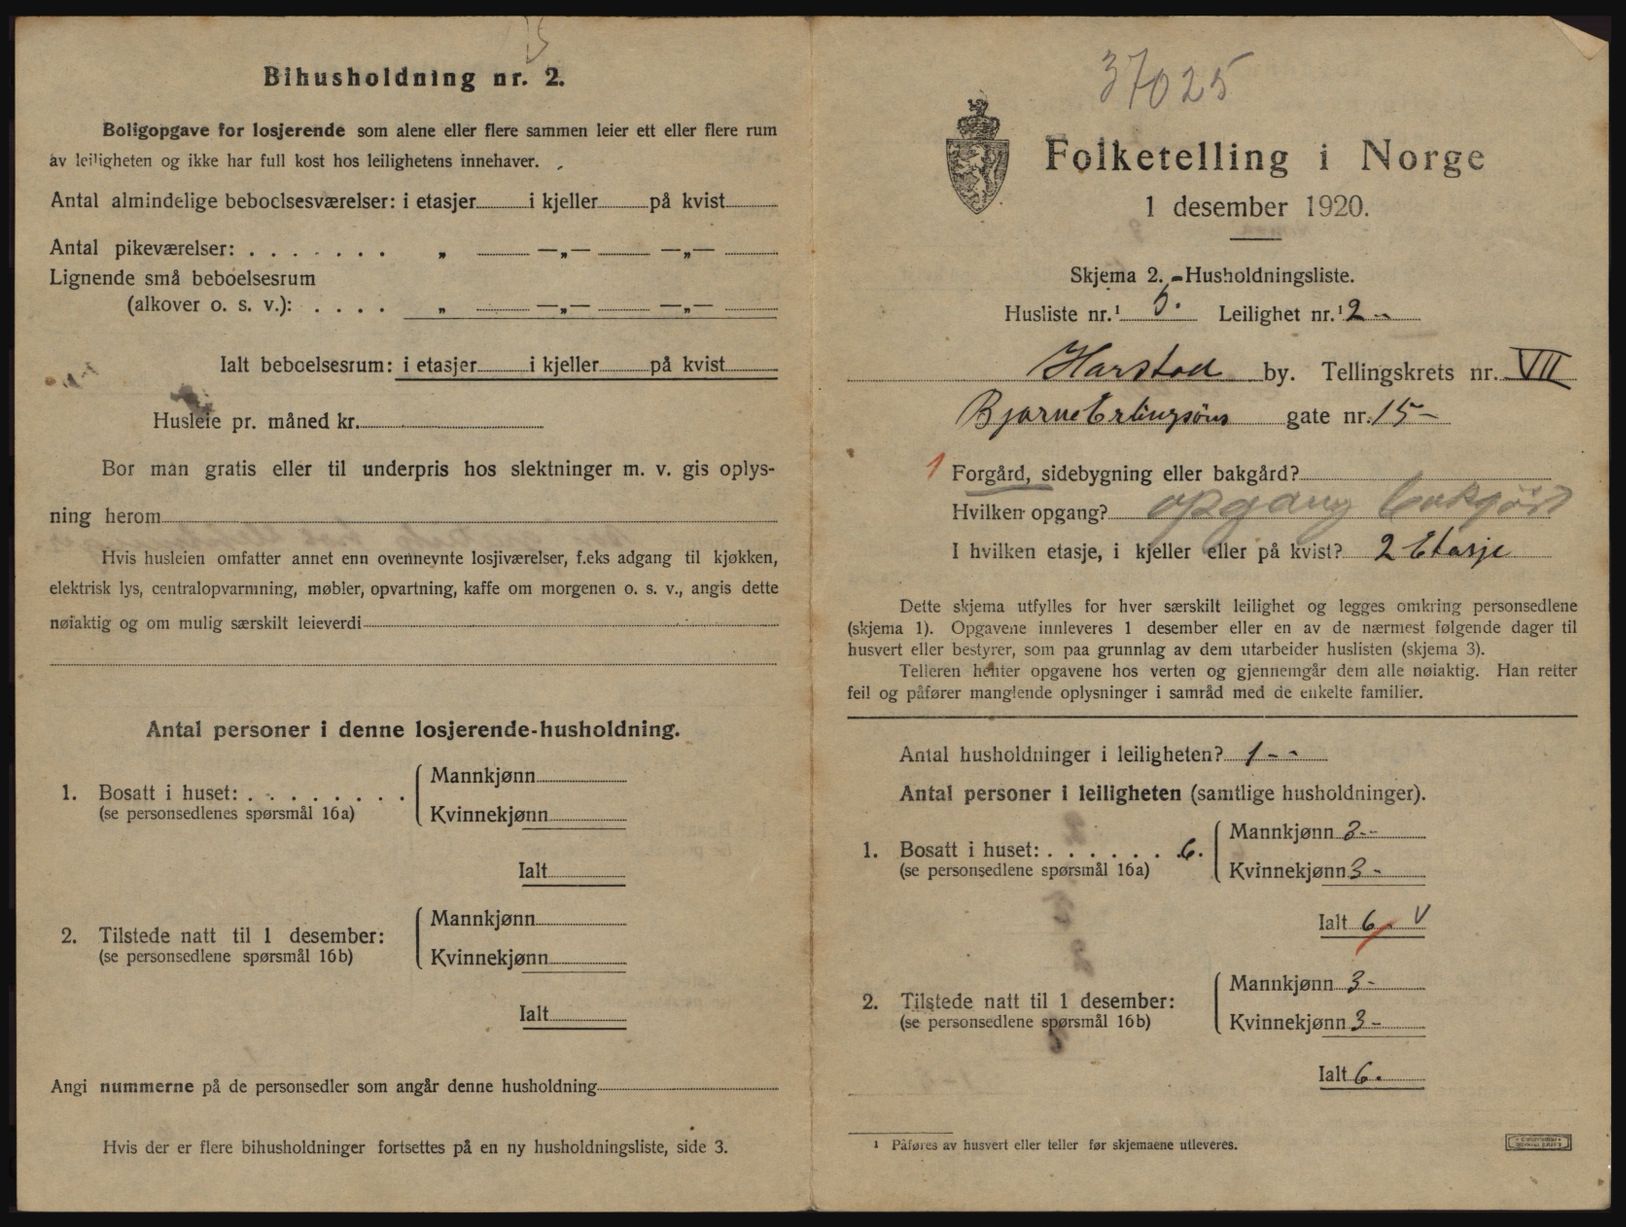 Bihusholdning nr. 2.
Boligopgave for losjerende som alene eller flere sammen leier ett eller flere rum
av leiligheten og ikke har full kost hos leilighetens innehaver.
Antal almindelige beboelsesværelser: i etasjer i kjeller på kvist
Antal pikeværelser: . . . . . . . „ —„— —„—
Lignende små beboelsesrum
(alkover o. s. v.): . . . . „ —„— —„—
Ialt beboelsesrum: i etasjer i kjeller på kvist
Husleie pr. måned kr.
Bor man gratis eller til underpris hos slektninger m. v. gis oplys-
ning herom
Hvis husleien omfatter annet enn ovennevnte losjiværelser, f.eks adgang til kjøkken,
elektrisk lys, centralopvarmning, møbler, opvartning, kaffe om morgenen o. s. v., angis dette
nøiaktig og om mulig særskilt leieverdi
Antal personer i denne losjerende-husholdning.
1. Bosatt i huset: . . . . . . . . Mannkjønn
(se personsedlenes spørsmål 16a) Kvinnekjønn
Ialt
2. Tilstede natt til 1 desember: Mannkjønn
(se personsedlene spørsmål 16b) Kvinnekjønn
Ialt
Angi nummerne på de personsedler som angår denne husholdning
Hvis der er flere bihusholdninger fortsettes på en ny husholdningsliste, side 3.
37025
Folketelling i Norge
1 desember 1920.
Skjema 2. - Husholdningsliste.
Husliste nr.¹ 5. Leilighet nr.¹ 2 -
Harstad by. Tellingskrets nr. VII
Bjarne Erlingsøns gate nr. 15 -
1 Forgård, sidebygning eller bakgård?
Hvilken opgang? opgang
I hvilken etasje, i kjeller eller på kvist? 2 Etasje
Dette skjema utfylles for hver særskilt leilighet og legges omkring personsedlene
(skjema 1). Opgavene innleveres 1 desember eller en av de nærmest følgende dager til
husvert eller bestyrer, som paa grunnlag av dem utarbeider huslisten (skjema 3).
Telleren henter opgavene hos verten og gjennemgår dem alle nøiaktig. Han retter
feil og påfører manglende oplysninger i samråd med de enkelte familier.
Antal husholdninger i leiligheten? 1 - -
Antal personer i leiligheten (samtlige husholdninger).
1. Bosatt i huset: . . . . . . 6. Mannkjønn 3 - -
(se personsedlene spørsmål 16a) Kvinnekjønn 3 -
Ialt 6. V
2. Tilstede natt til 1 desember: Mannkjønn 3 -
(se personsedlene spørsmål 16b) Kvinnekjønn 3 -
Ialt 6.
¹ Påføres av husvert eller teller før skjemaene utleveres.